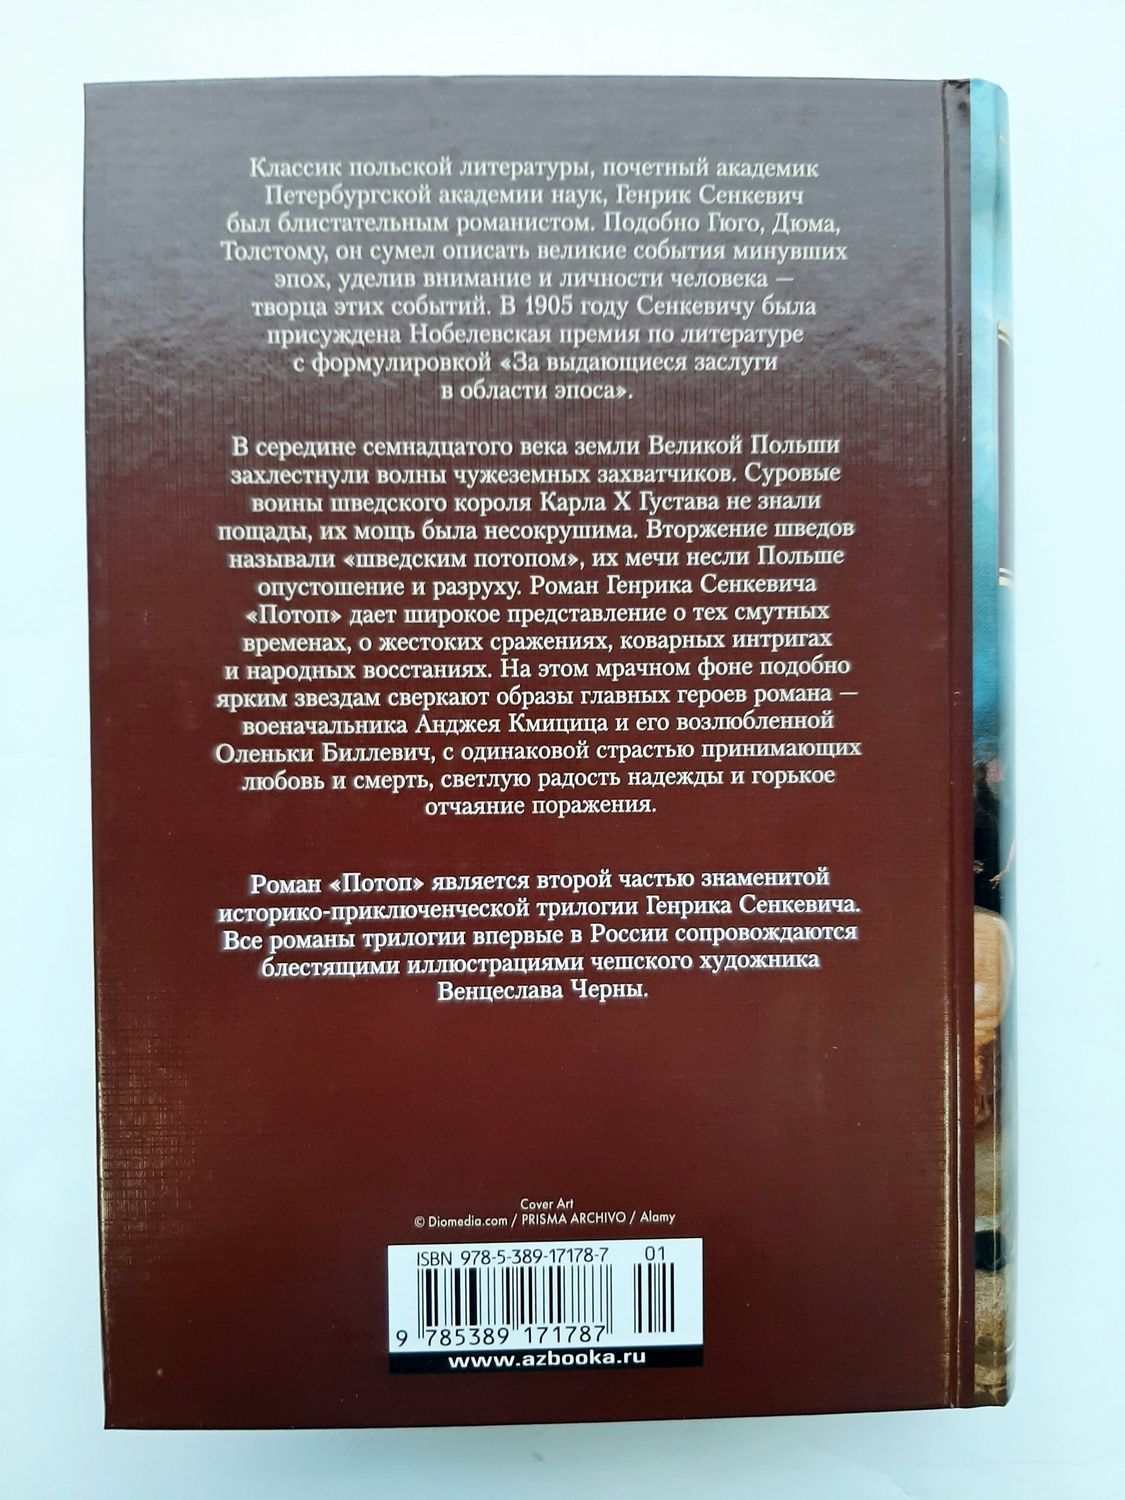 Классик польской литературы, почетный академик
Петербургской академии наук, Генрик Сенкевич
был блистательным романистом. Подобно Гюго, Дюма,
Толстому, он сумел описать великие события минувших
эпох, уделив внимание и личности человека —
творца этих событий. В 1905 году Сенкевичу была
присуждена Нобелевская премия по литературе
с формулировкой «За выдающиеся заслуги
в области эпоса».
В середине семнадцатого века земли Великой Польши
захлестнули волны чужеземных захватчиков. Суровые
воины шведского короля Карла X Густава не знали
пощады, их мощь была несокрушима. Вторжение шведов
называли «шведским потопом», их мечи несли Польше
опустошение и разруху. Роман Генрика Сенкевича
«Потоп» дает широкое представление о тех смутных
временах, о жестоких сражениях, коварных интригах
и народных восстаниях. На этом мрачном фоне подобно
ярким звездам сверкают образы главных героев романа —
военачальника Анджея Кмицица и его возлюбленной
Оленьки Биллевич, с одинаковой страстью принимающих
любовь и смерть, светлую радость надежды и горькое
отчаяние поражения.
Роман «Потоп» является второй частью знаменитой
историко-приключенческой трилогии Генрика Сенкевича.
Все романы трилогии впервые в России сопровождаются
блестящими иллюстрациями чешского художника
Венцеслава Черны.
Cover Art
© Diomedia.com / PRISMA ARCHIVO / Alamy
ISBN 978-5-389-17178-7 01
9 785389 171787
www.azbooka.ru